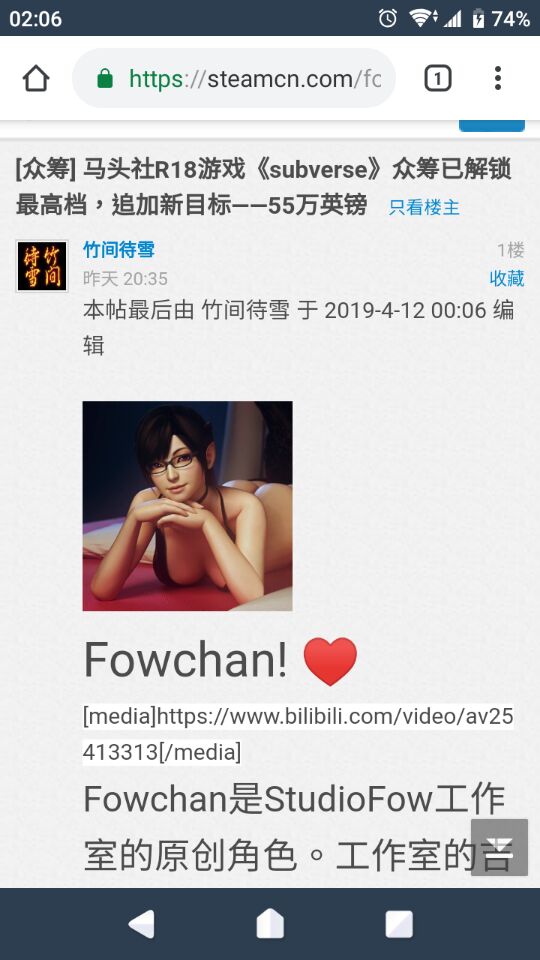 02:06
74%
https://steamcn.com/fo
1
[众筹] 马头社R18游戏《subverse》众筹已解锁
最高档，追加新目标——55万英镑 只看楼主
竹间待雪
1楼
昨天 20:35
收藏
本帖最后由 竹间待雪 于 2019-4-12 00:06 编
辑
竹间
待雪
Fowchan! ❤️
[media]https://www.bilibili.com/video/av25
413313[/media]
Fowchan是StudioFow工作
室的原创角色。工作室的吉